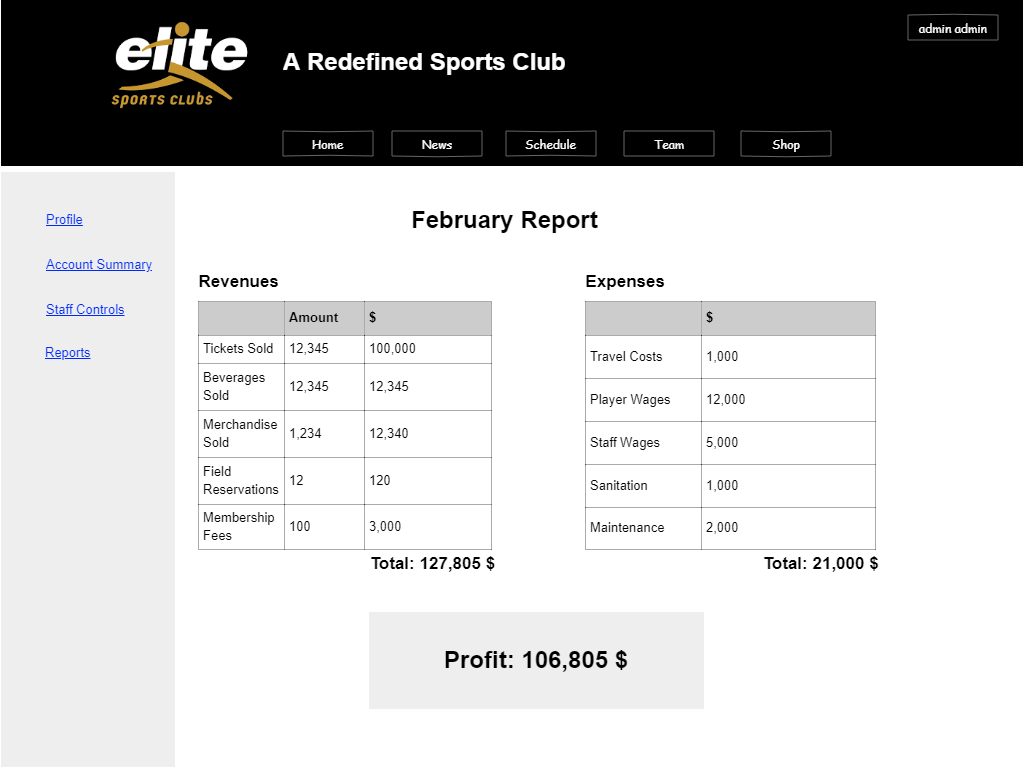 elite
SPORTS CLUBS
A Redefined Sports Club
admin admin
Home News Schedule Team Shop
Profile
Account Summary
Staff Controls
Reports
February Report
Revenues
Amount $
Tickets Sold 12,345 100,000
Beverages
Sold 12,345 12,345
Merchandise
Sold 1,234 12,340
Field
Reservations 12 120
Membership
Fees 100 3,000
Total: 127,805 $
Expenses
$
Travel Costs 1,000
Player Wages 12,000
Staff Wages 5,000
Sanitation 1,000
Maintenance 2,000
Total: 21,000 $
Profit: 106,805 $